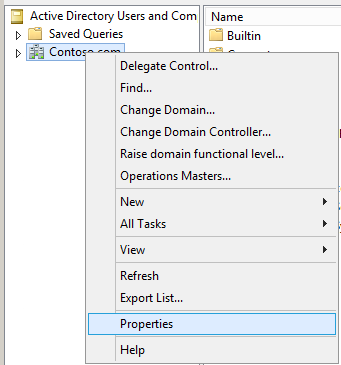 Active Directory Users and Com
Name
Saved Queries
Builtin
Contoso.com
Delegate Control...
Find...
Change Domain...
Change Domain Controller...
Raise domain functional level...
Operations Masters...
New
All Tasks
View
Refresh
Export List...
Properties
Help